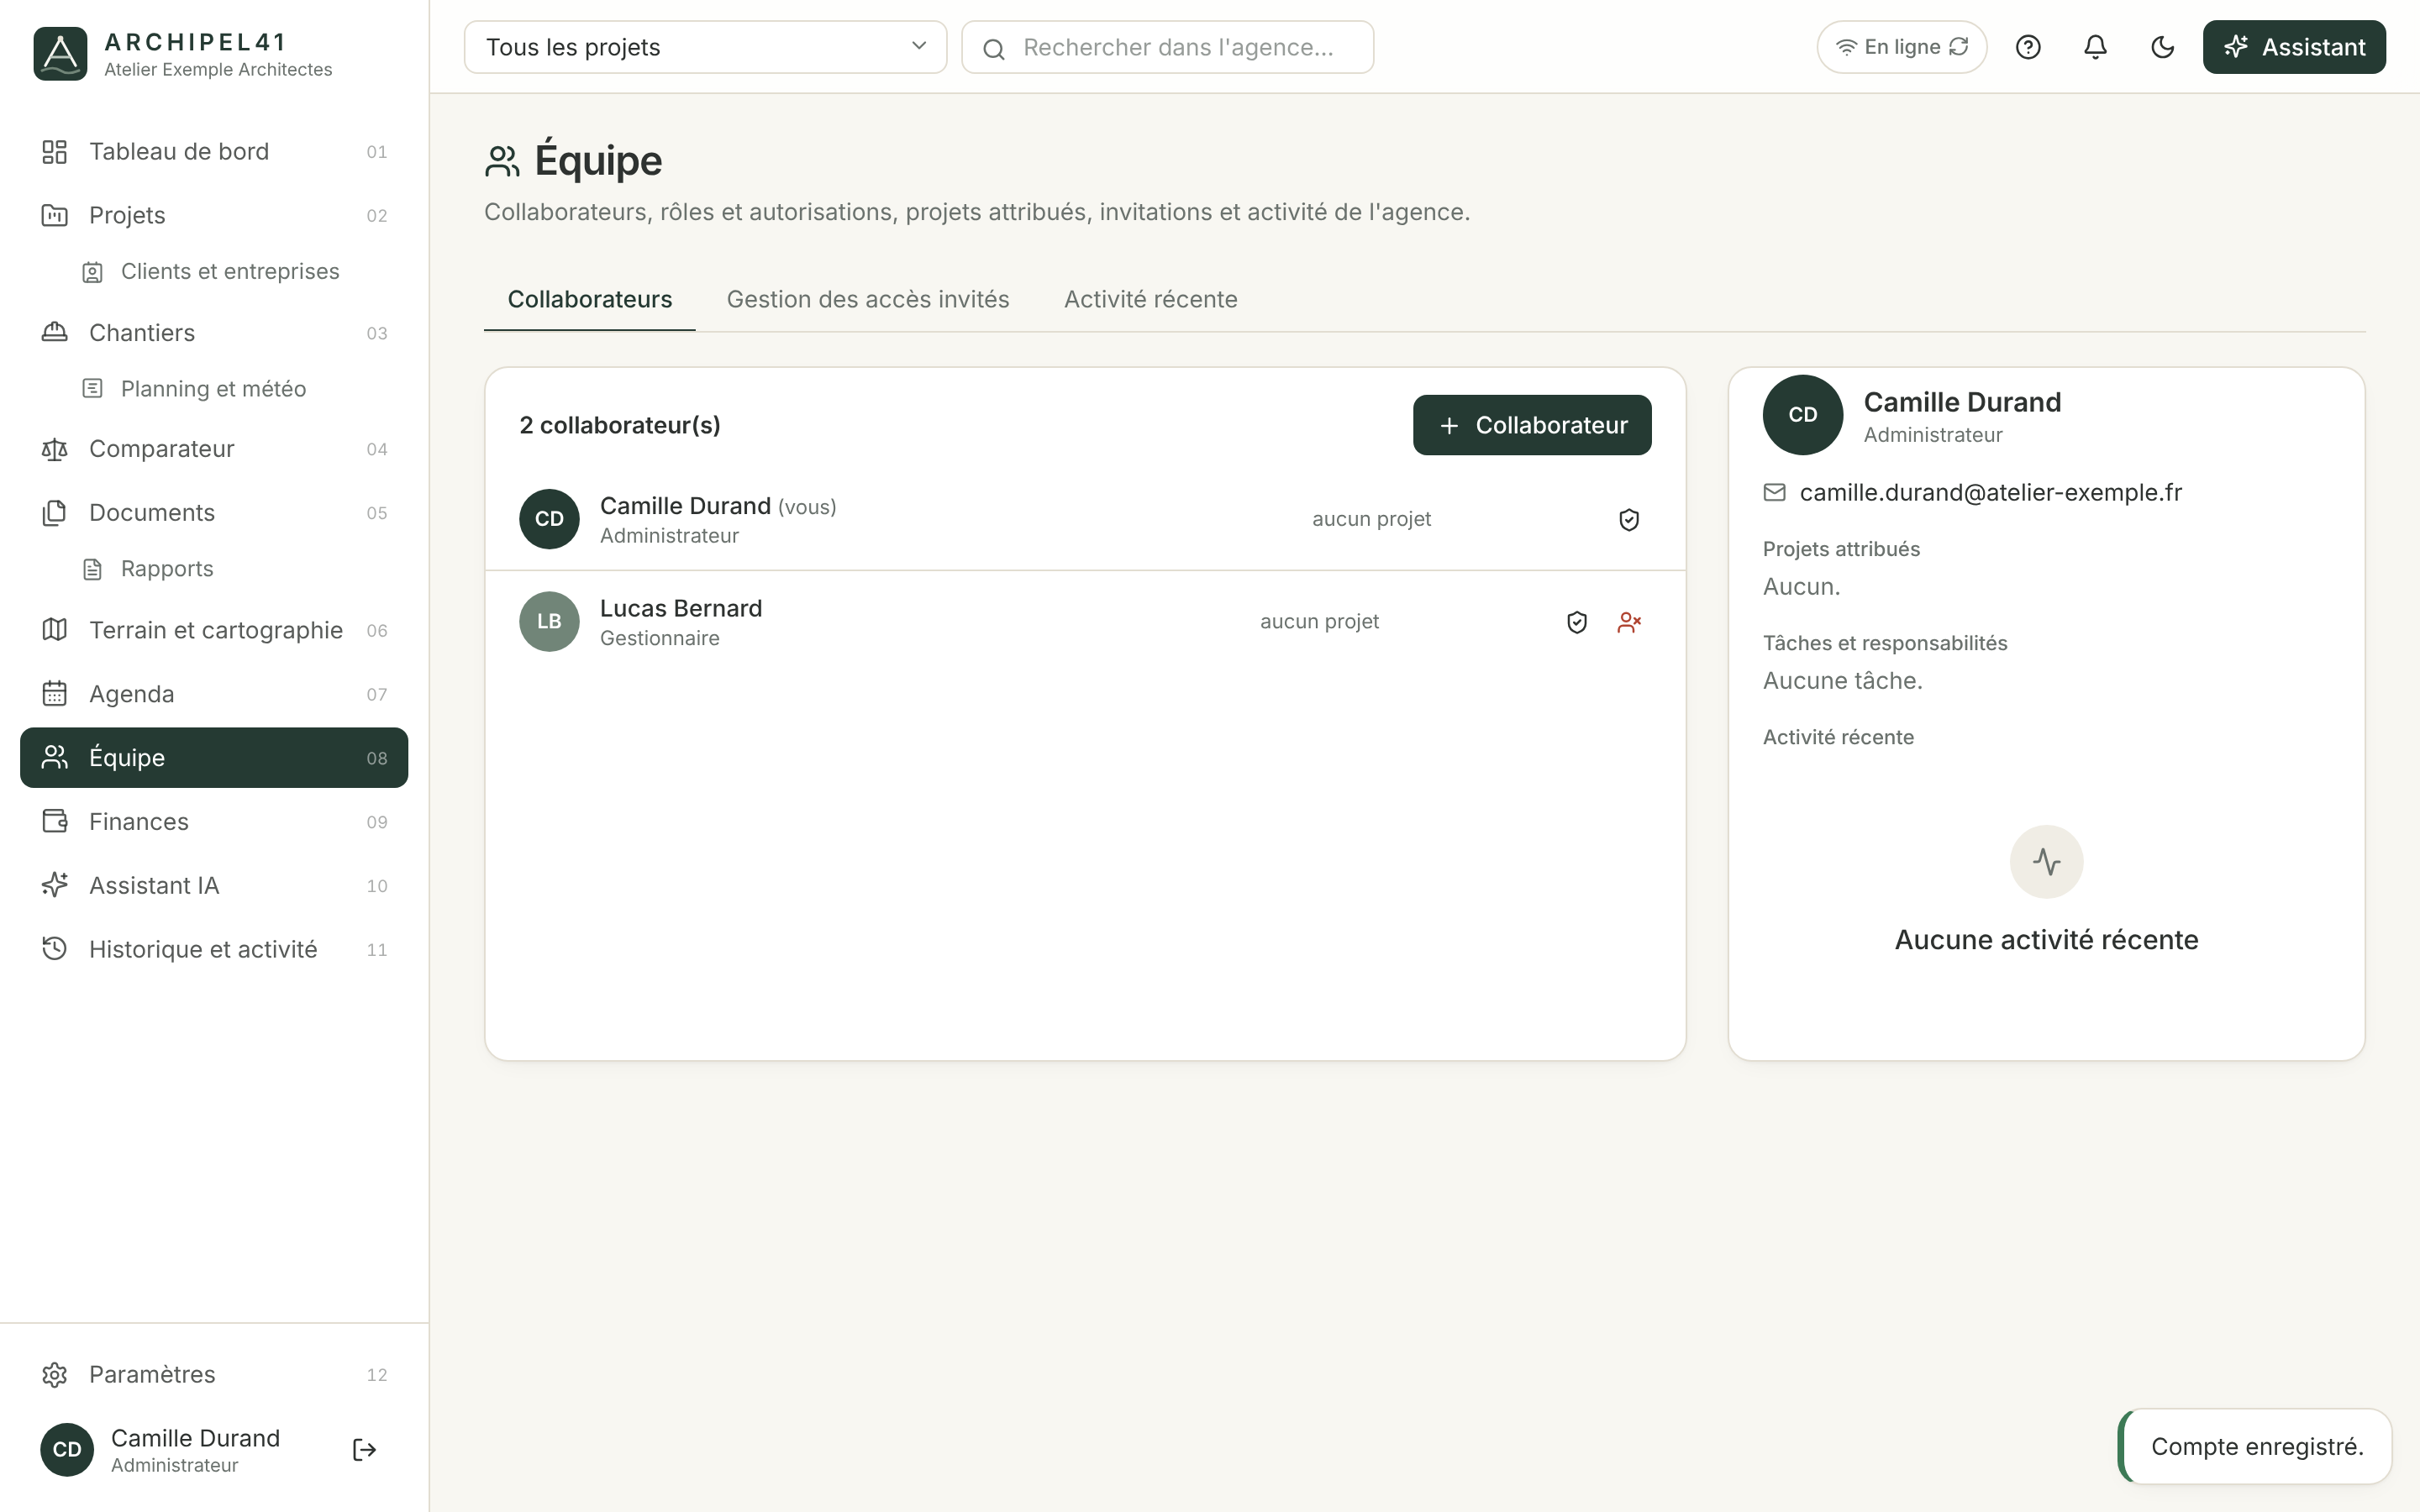 ARCHIPEL41
Atelier Exemple Architectes
Tableau de bord 01
Projets 02
Clients et entreprises
Chantiers 03
Planning et météo
Comparateur 04
Documents 05
Rapports
Terrain et cartographie 06
Agenda 07
Équipe 08
Finances 09
Assistant IA 10
Historique et activité 11
Paramètres 12
CD
Camille Durand
Administrateur
Tous les projets
Rechercher dans l'agence...
En ligne
Assistant
Équipe
Collaborateurs, rôles et autorisations, projets attribués, invitations et activité de l'agence.
Collaborateurs
Gestion des accès invités
Activité récente
2 collaborateur(s)
+ Collaborateur
CD
Camille Durand (vous)
Administrateur
aucun projet
LB
Lucas Bernard
Gestionnaire
aucun projet
CD
Camille Durand
Administrateur
camille.durand@atelier-exemple.fr
Projets attribués
Aucun.
Tâches et responsabilités
Aucune tâche.
Activité récente
Aucune activité récente
Compte enregistré.